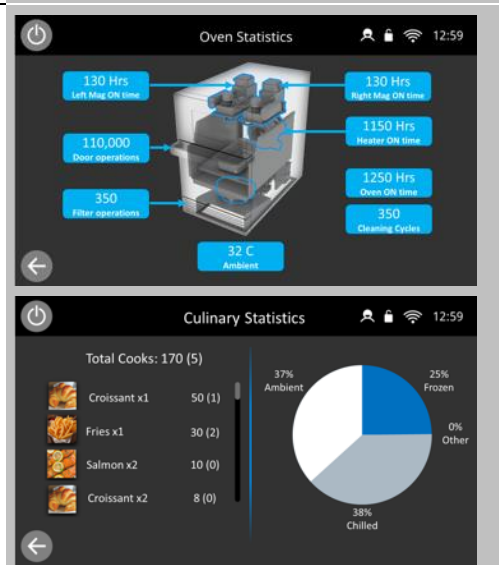 Oven Statistics
12:59
130 Hrs
Left Mag ON time
130 Hrs
Right Mag ON time
110,000
Door operations
1150 Hrs
Heater ON time
350
Filter operations
1250 Hrs
Oven ON time
350
Cleaning Cycles
32 C
Ambient
Culinary Statistics
12:59
Total Cooks: 170 (5)
Croissant x1 50 (1)
Fries x1 30 (2)
Salmon x2 10 (0)
Croissant x2 8 (0)
37%
Ambient
25%
Frozen
0%
Other
38%
Chilled